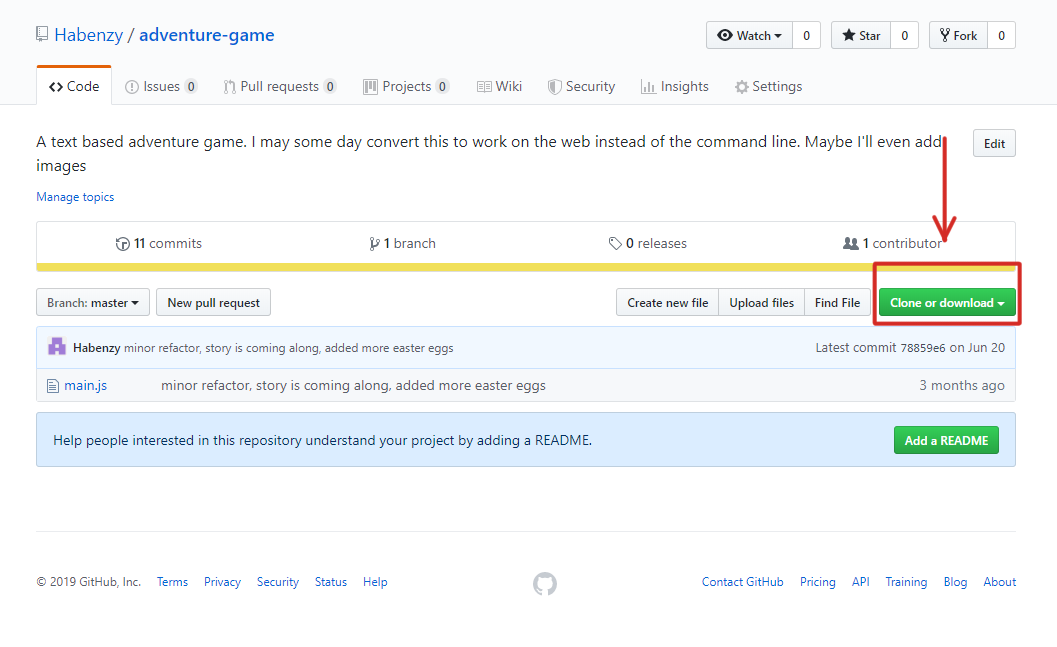 Habenzy / adventure-game Watch 0 Star 0 Fork 0
Code Issues 0 Pull requests 0 Projects 0 Wiki Security Insights Settings
A text based adventure game. I may some day convert this to work on the web instead of the command line. Maybe I'll even add Edit
images
Manage topics
11 commits 1 branch 0 releases 1 contributor
Branch: master New pull request Create new file Upload files Find File Clone or download
Habenzy minor refactor, story is coming along, added more easter eggs Latest commit 78859e6 on Jun 20
main.js minor refactor, story is coming along, added more easter eggs 3 months ago
Help people interested in this repository understand your project by adding a README. Add a README
© 2019 GitHub, Inc. Terms Privacy Security Status Help Contact GitHub Pricing API Training Blog About